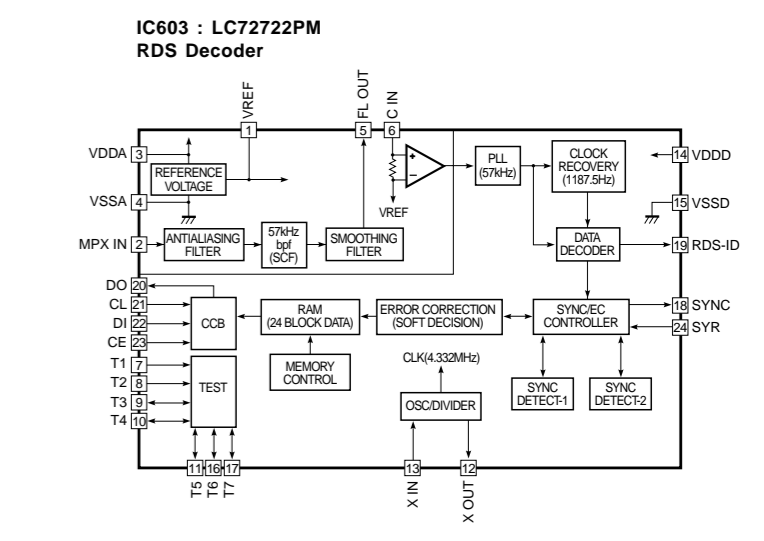 IC603 : LC72722PM
RDS Decoder
VREF
FL OUT
C IN
1
5
6
VDDA 3
REFERENCE
VOLTAGE
VSSA 4
+
–
VREF
PLL
(57kHz)
CLOCK
RECOVERY
(1187.5Hz)
14 VDDD
15 VSSD
MPX IN 2
ANTIALIASING
FILTER
57kHz
bpf
(SCF)
SMOOTHING
FILTER
DATA
DECODER
19 RDS-ID
DO 20
CL 21
DI 22
CE 23
CCB
RAM
(24 BLOCK DATA)
ERROR CORRECTION
(SOFT DECISION)
SYNC/EC
CONTROLLER
18 SYNC
24 SYR
T1 7
T2 8
T3 9
T4 10
TEST
MEMORY
CONTROL
CLK(4.332MHz)
OSC/DIVIDER
SYNC
DETECT-1
SYNC
DETECT-2
11
16
17
13
12
T5
T6
T7
X IN
X OUT